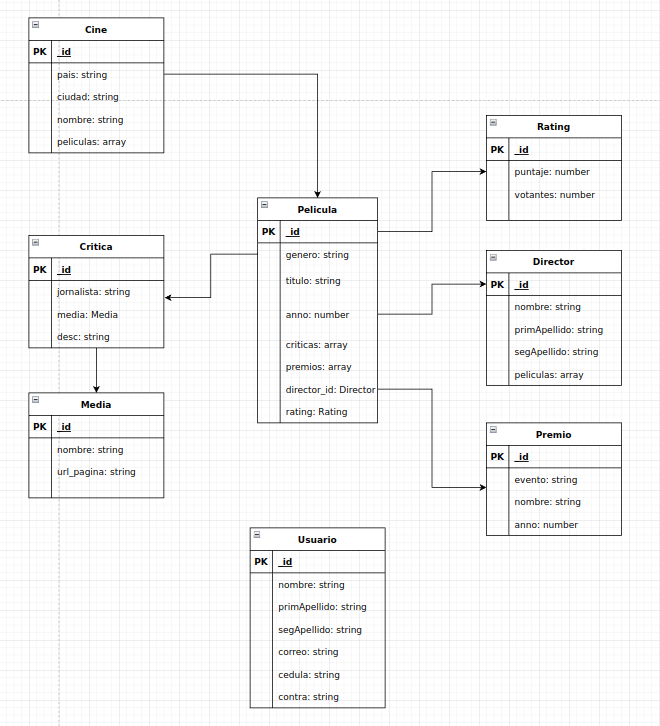 Cine
PK _id
pais: string
ciudad: string
nombre: string
peliculas: array
Rating
PK _id
puntaje: number
votantes: number
Pelicula
PK _id
genero: string
titulo: string
anno: number
criticas: array
premios: array
director_id: Director
rating: Rating
Critica
PK _id
jornalista: string
media: Media
desc: string
Director
PK _id
nombre: string
primApellido: string
segApellido: string
peliculas: array
Media
PK _id
nombre: string
url_pagina: string
Premio
PK _id
evento: string
nombre: string
anno: number
Usuario
PK _id
nombre: string
primApellido: string
segApellido: string
correo: string
cedula: string
contra: string